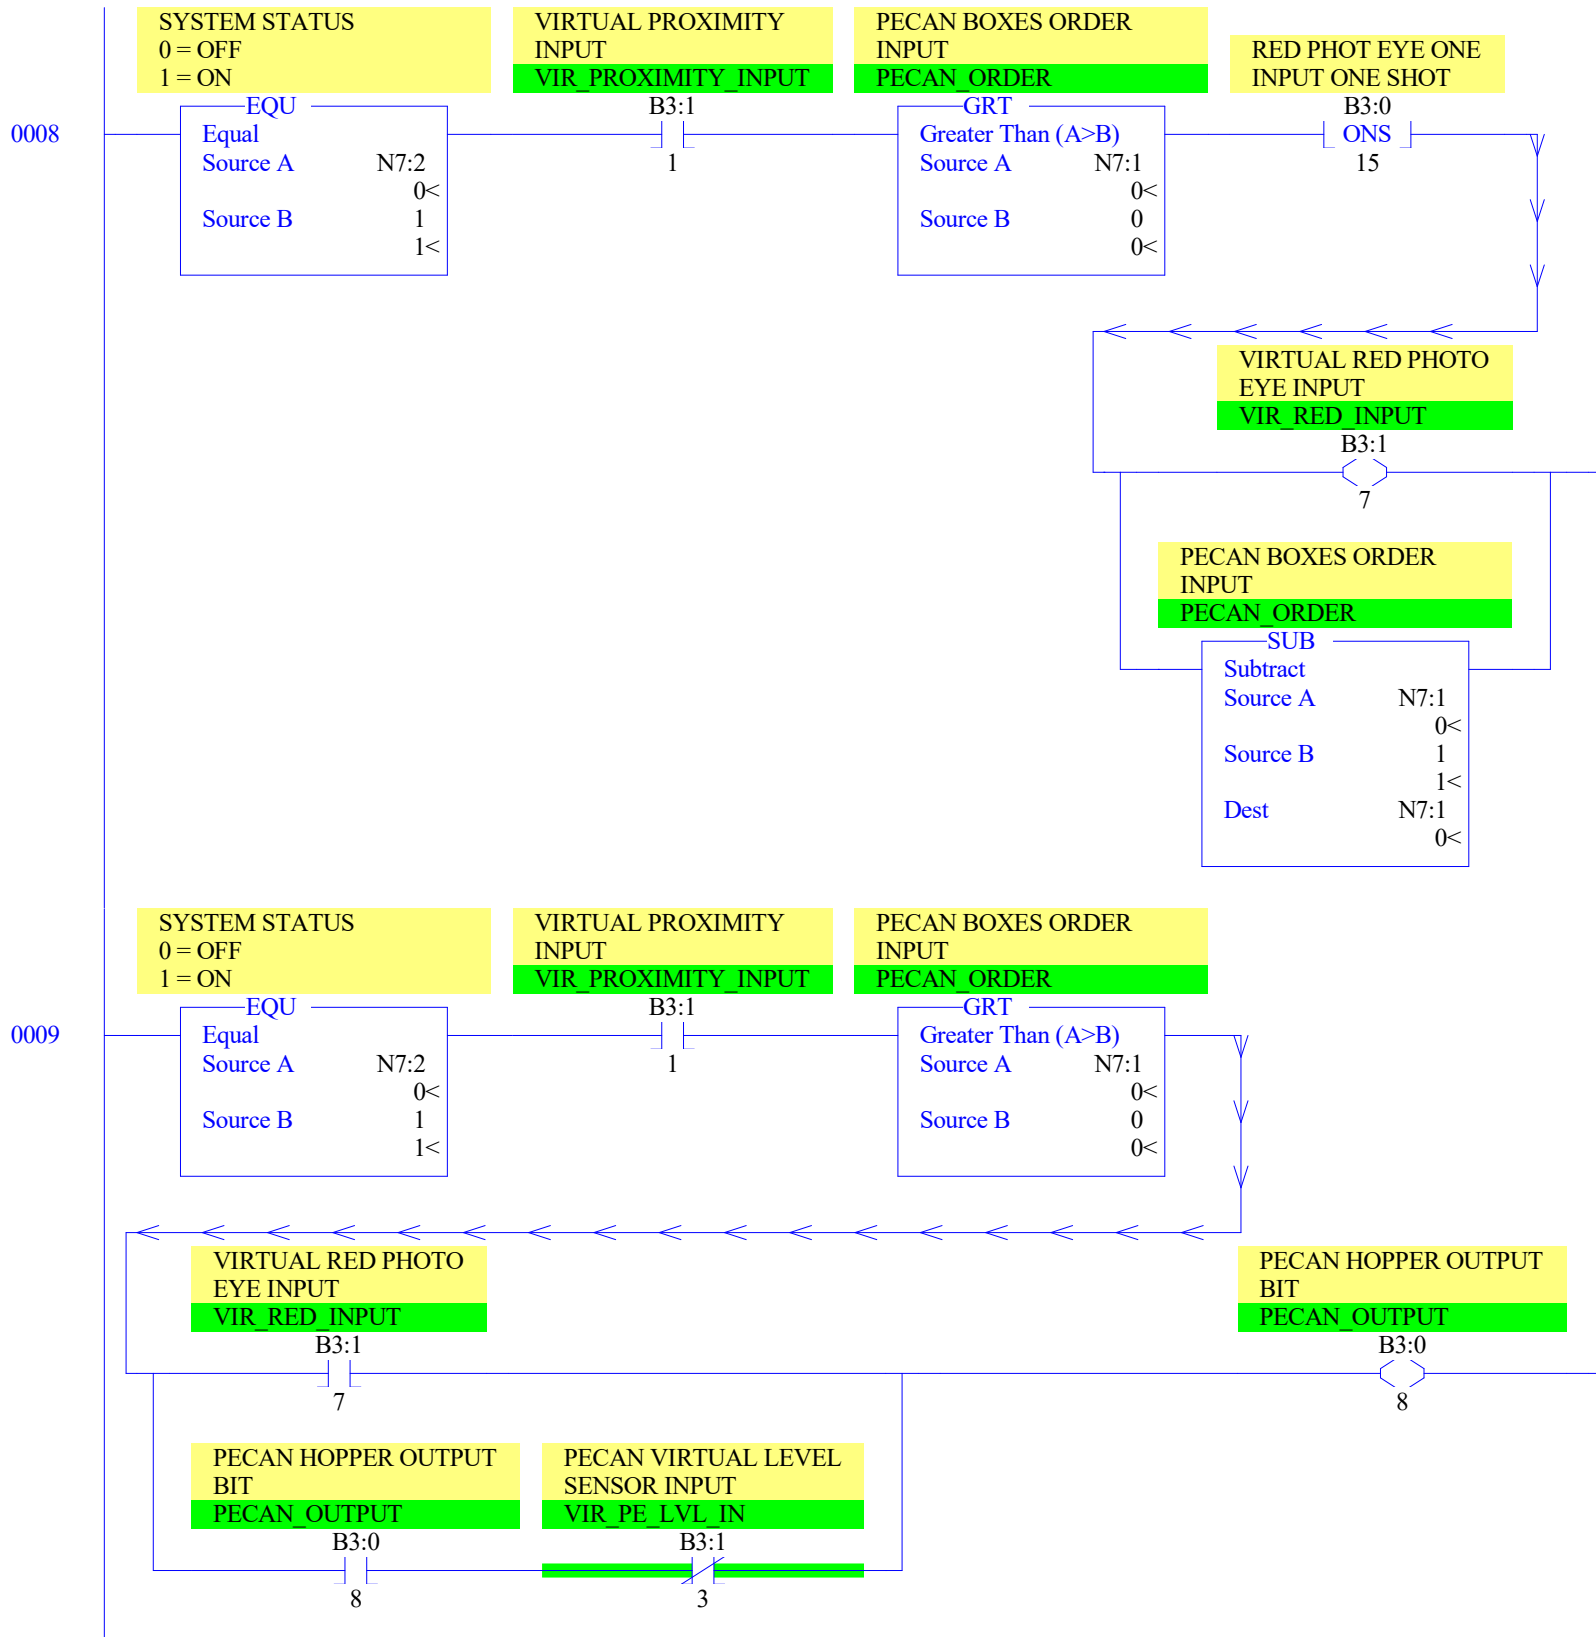 SYSTEM STATUS
0 = OFF
1 = ON
VIRTUAL PROXIMITY
INPUT
VIR_PROXIMITY_INPUT
PECAN BOXES ORDER
INPUT
PECAN_ORDER
RED PHOT EYE ONE
INPUT ONE SHOT
0008
EQU
Equal
Source A N7:2
0<
Source B 1
1<
B3:1
1
GRT
Greater Than (A>B)
Source A N7:1
0<
Source B 0
0<
B3:0
ONS
15
VIRTUAL RED PHOTO
EYE INPUT
VIR_RED_INPUT
B3:1
7
PECAN BOXES ORDER
INPUT
PECAN_ORDER
SUB
Subtract
Source A N7:1
0<
Source B 1
1<
Dest N7:1
0<
SYSTEM STATUS
0 = OFF
1 = ON
VIRTUAL PROXIMITY
INPUT
VIR_PROXIMITY_INPUT
PECAN BOXES ORDER
INPUT
PECAN_ORDER
0009
EQU
Equal
Source A N7:2
0<
Source B 1
1<
B3:1
1
GRT
Greater Than (A>B)
Source A N7:1
0<
Source B 0
0<
VIRTUAL RED PHOTO
EYE INPUT
VIR_RED_INPUT
B3:1
7
PECAN HOPPER OUTPUT
BIT
PECAN_OUTPUT
B3:0
8
PECAN HOPPER OUTPUT
BIT
PECAN_OUTPUT
B3:0
8
PECAN VIRTUAL LEVEL
SENSOR INPUT
VIR_PE_LVL_IN
B3:1
3